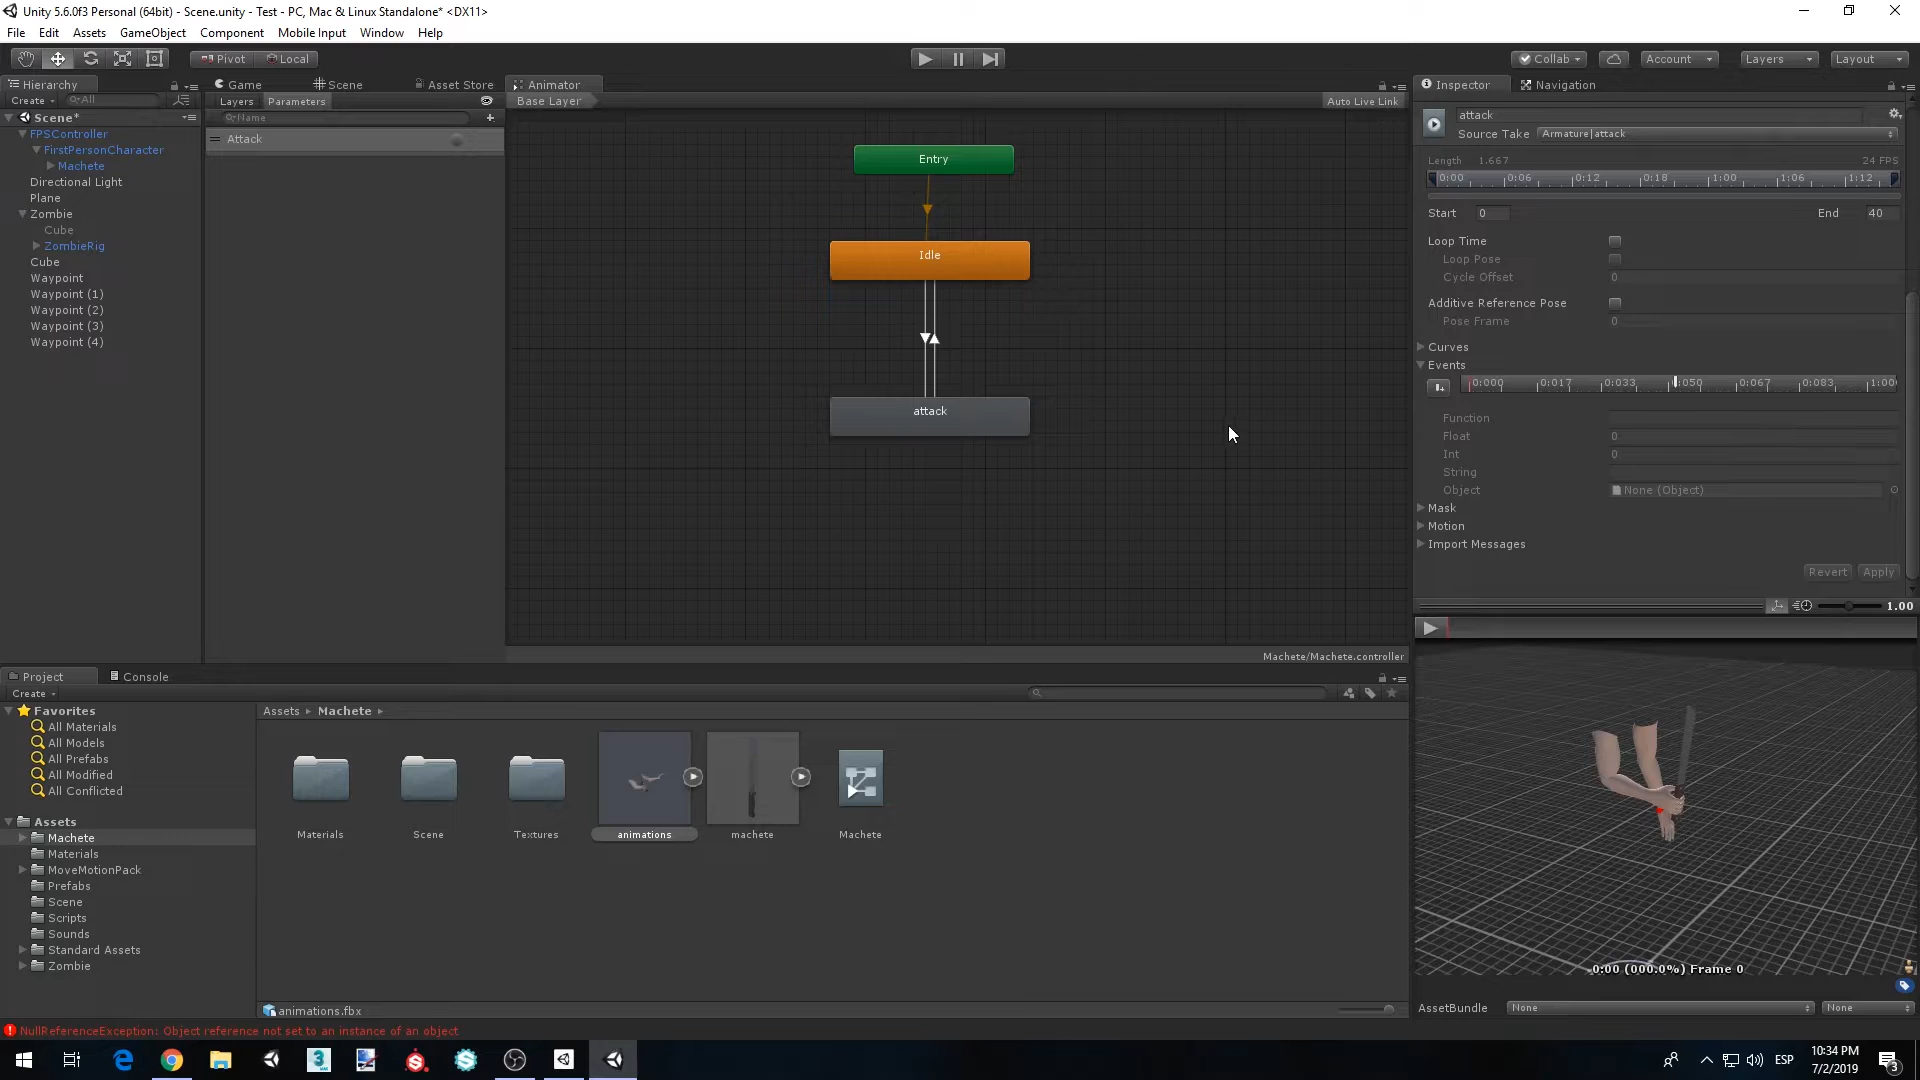 Unity 5.6.0f3 Personal (64bit) - Scene.unity - Test - PC, Mac & Linux Standalone* <DX11>
File Edit Assets GameObject Component Mobile Input Window Help
Pivot Local
Collab Account Layers Layout
Hierarchy Game Scene Asset Store Animator Inspector Navigation
Create All
Layers Parameters
Base Layer Auto Live Link
Name
Scene*
FPSController
FirstPersonCharacter
Machete
Directional Light
Plane
Zombie
Cube
ZombieRig
Cube
Waypoint
Waypoint (1)
Waypoint (2)
Waypoint (3)
Waypoint (4)
Attack
Entry
Idle
attack
Machete/Machete.controller
attack
Source Take Armature|attack
Length 1.667 24 FPS
0:00 0:06 0:12 0:18 1:00 1:06 1:12
Start 0 End 40
Loop Time
Loop Pose
Cycle Offset 0
Additive Reference Pose
Pose Frame 0
Curves
Events
0:000 0:017 0:033 0:050 0:067 0:083 1:00
Function
Float 0
Int 0
String
Object None (Object)
Mask
Motion
Import Messages
Revert Apply
1.00
0:00 (000.0%) Frame 0
AssetBundle None None
Project Console
Create
Favorites
All Materials
All Models
All Prefabs
All Modified
All Conflicted
Assets
Machete
Materials
MoveMotionPack
Prefabs
Scene
Scripts
Sounds
Standard Assets
Zombie
Assets Machete
Materials Scene Textures animations machete Machete
animations.fbx
NullReferenceException: Object reference not set to an instance of an object
ESP
10:34 PM
7/2/2019
3